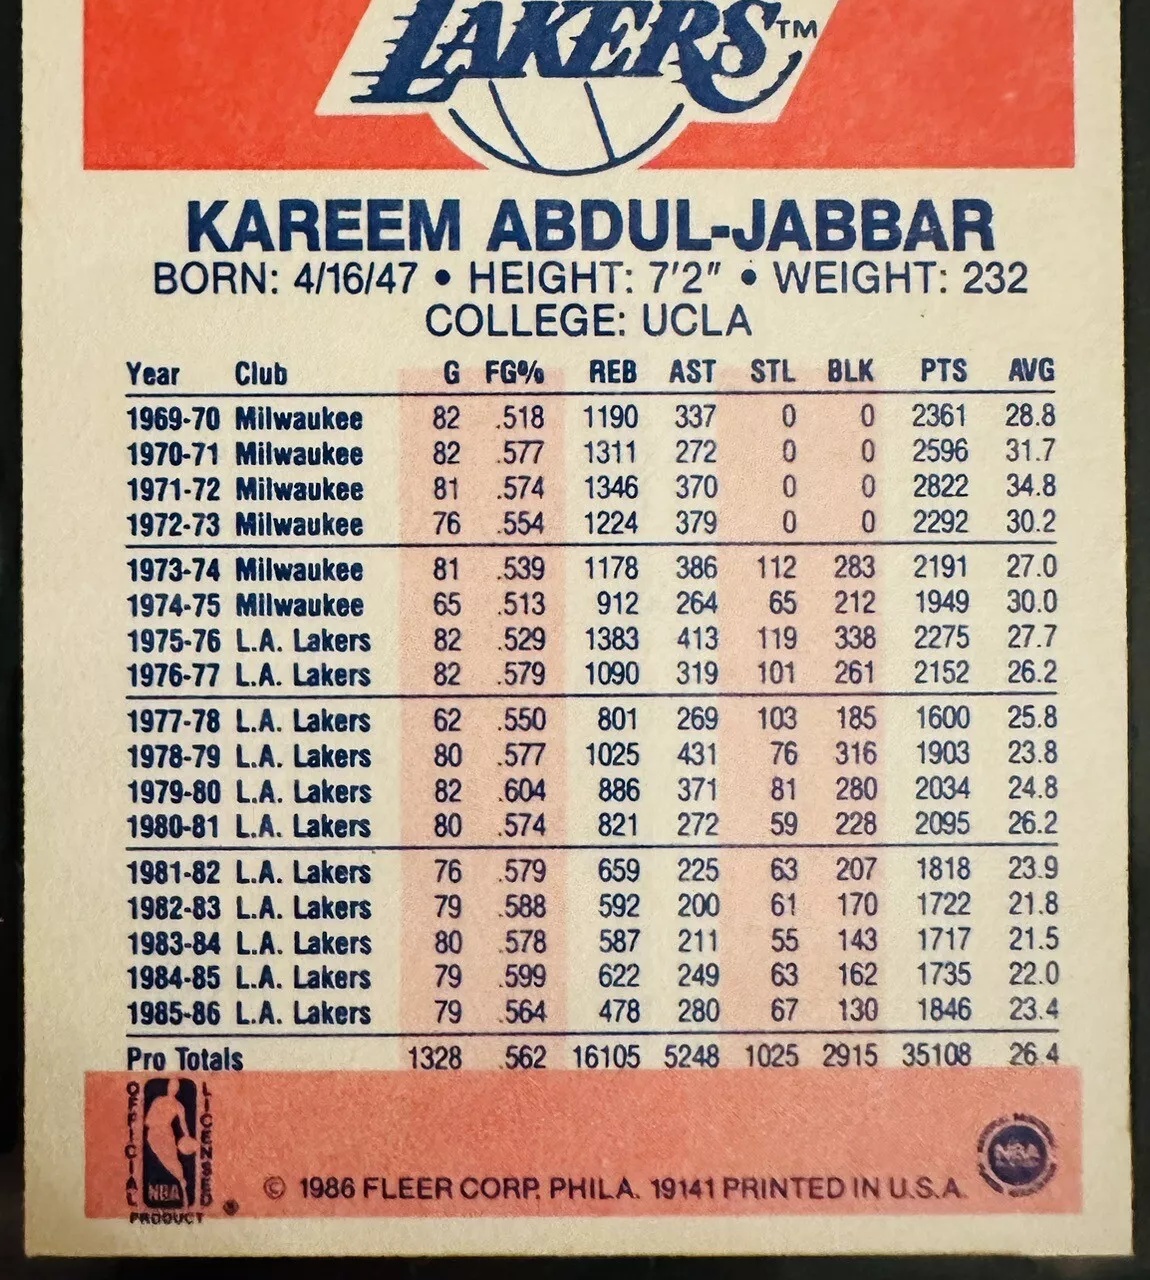 LAKERS™
KAREEM ABDUL-JABBAR
BORN: 4/16/47 • HEIGHT: 7'2" • WEIGHT: 232
COLLEGE: UCLA
Year Club G FG% REB AST STL BLK PTS AVG
1969-70 Milwaukee 82 .518 1190 337 0 0 2361 28.8
1970-71 Milwaukee 82 .577 1311 272 0 0 2596 31.7
1971-72 Milwaukee 81 .574 1346 370 0 0 2822 34.8
1972-73 Milwaukee 76 .554 1224 379 0 0 2292 30.2
1973-74 Milwaukee 81 .539 1178 386 112 283 2191 27.0
1974-75 Milwaukee 65 .513 912 264 65 212 1949 30.0
1975-76 L.A. Lakers 82 .529 1383 413 119 338 2275 27.7
1976-77 L.A. Lakers 82 .579 1090 319 101 261 2152 26.2
1977-78 L.A. Lakers 62 .550 801 269 103 185 1600 25.8
1978-79 L.A. Lakers 80 .577 1025 431 76 316 1903 23.8
1979-80 L.A. Lakers 82 .604 886 371 81 280 2034 24.8
1980-81 L.A. Lakers 80 .574 821 272 59 228 2095 26.2
1981-82 L.A. Lakers 76 .579 659 225 63 207 1818 23.9
1982-83 L.A. Lakers 79 .588 592 200 61 170 1722 21.8
1983-84 L.A. Lakers 80 .578 587 211 55 143 1717 21.5
1984-85 L.A. Lakers 79 .599 622 249 63 162 1735 22.0
1985-86 L.A. Lakers 79 .564 478 280 67 130 1846 23.4
Pro Totals 1328 .562 16105 5248 1025 2915 35108 26.4
OFFICIAL LICENSED
NBA
PRODUCT ®
© 1986 FLEER CORP. PHILA. 19141 PRINTED IN U.S.A.
NBA